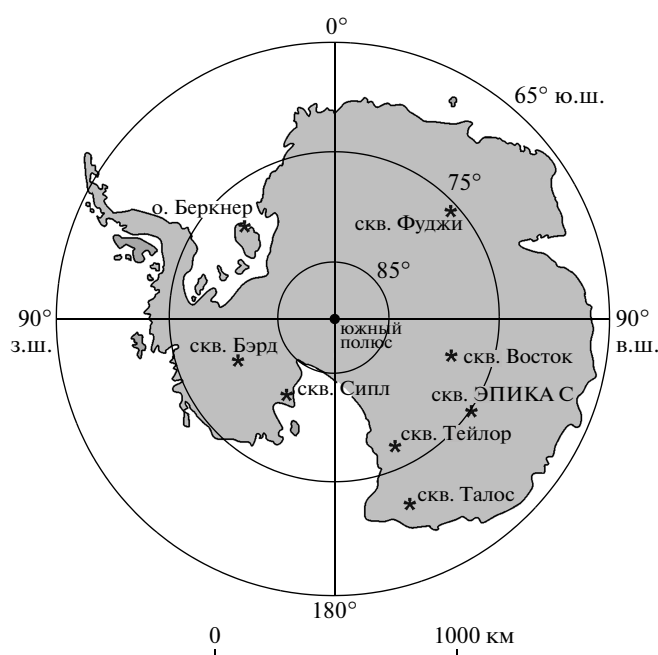 0°
65° ю.ш.
75°
о. Беркнер
скв. Фуджи
85°
90°
з.ш.
южный
полюс
90°
в.ш.
скв. Бэрд
скв. Восток
скв. Сипл
скв. ЭПИКА С
скв. Тейлор
скв. Талос
180°
0
1000 км